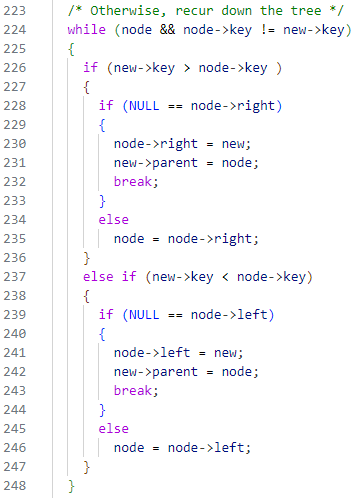 223 /* Otherwise, recur down the tree */
224 while (node && node->key != new->key)
225 {
226 if (new->key > node->key )
227 {
228 if (NULL == node->right)
229 {
230 node->right = new;
231 new->parent = node;
232 break;
233 }
234 else
235 node = node->right;
236 }
237 else if (new->key < node->key)
238 {
239 if (NULL == node->left)
240 {
241 node->left = new;
242 new->parent = node;
243 break;
244 }
245 else
246 node = node->left;
247 }
248 }